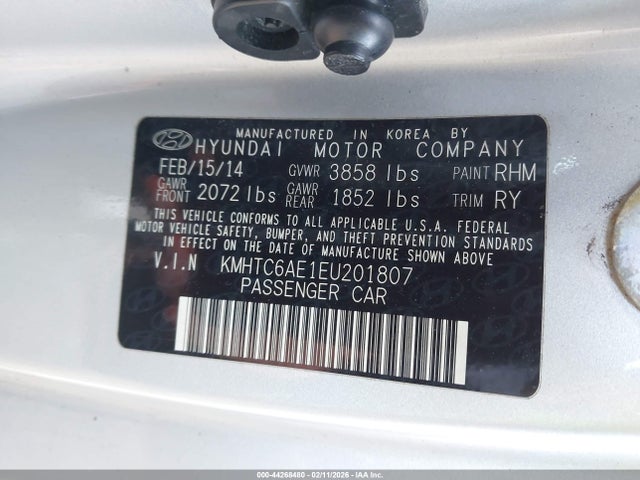 MANUFACTURED IN KOREA BY
HYUNDAI MOTOR COMPANY
FEB/15/14 GVWR 3858 lbs PAINT RHM
GAWR FRONT 2072 lbs GAWR REAR 1852 lbs TRIM RY
THIS VEHICLE CONFORMS TO ALL APPLICABLE U.S.A. FEDERAL
MOTOR VEHICLE SAFETY, BUMPER, AND THEFT PREVENTION STANDARDS
IN EFFECT ON THE DATE OF MANUFACTURE SHOWN ABOVE
V.I.N KMHTC6AE1EU201807
PASSENGER CAR
000-44268480 - 02/11/2026 - COPART.COM